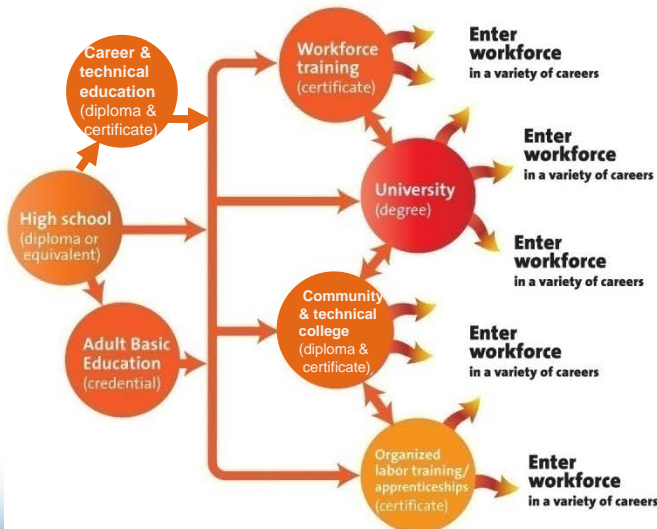 Career &
technical
education
(diploma &
certificate)
High school
(diploma or
equivalent)
Adult Basic
Education
(credential)
Workforce
training
(certificate)
University
(degree)
Community
& technical
college
(diploma &
certificate)
Organized
labor training/
apprenticeships
(certificate)
Enter
workforce
in a variety of careers
Enter
workforce
in a variety of careers
Enter
workforce
in a variety of careers
Enter
workforce
in a variety of careers
Enter
workforce
in a variety of careers